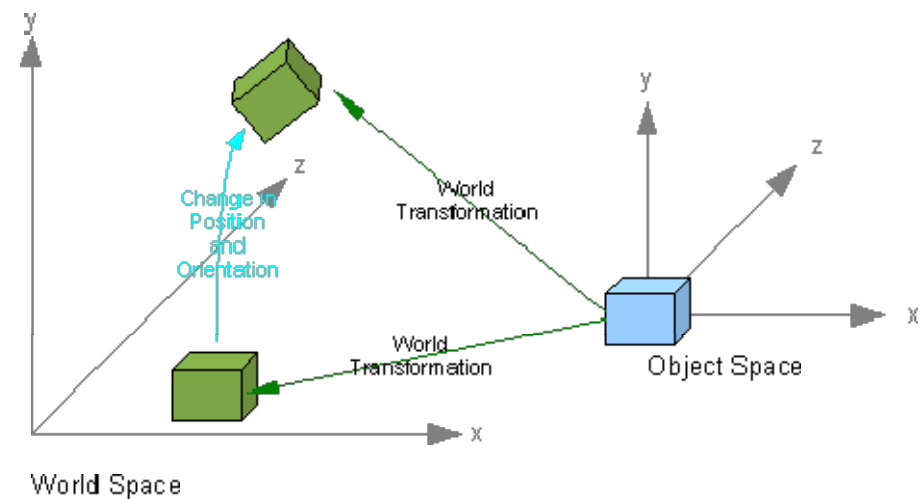 y
y
z
z
World
Transformation
Change in
Position
and
Orientation
x
World
Transformation
Object Space
x
World Space